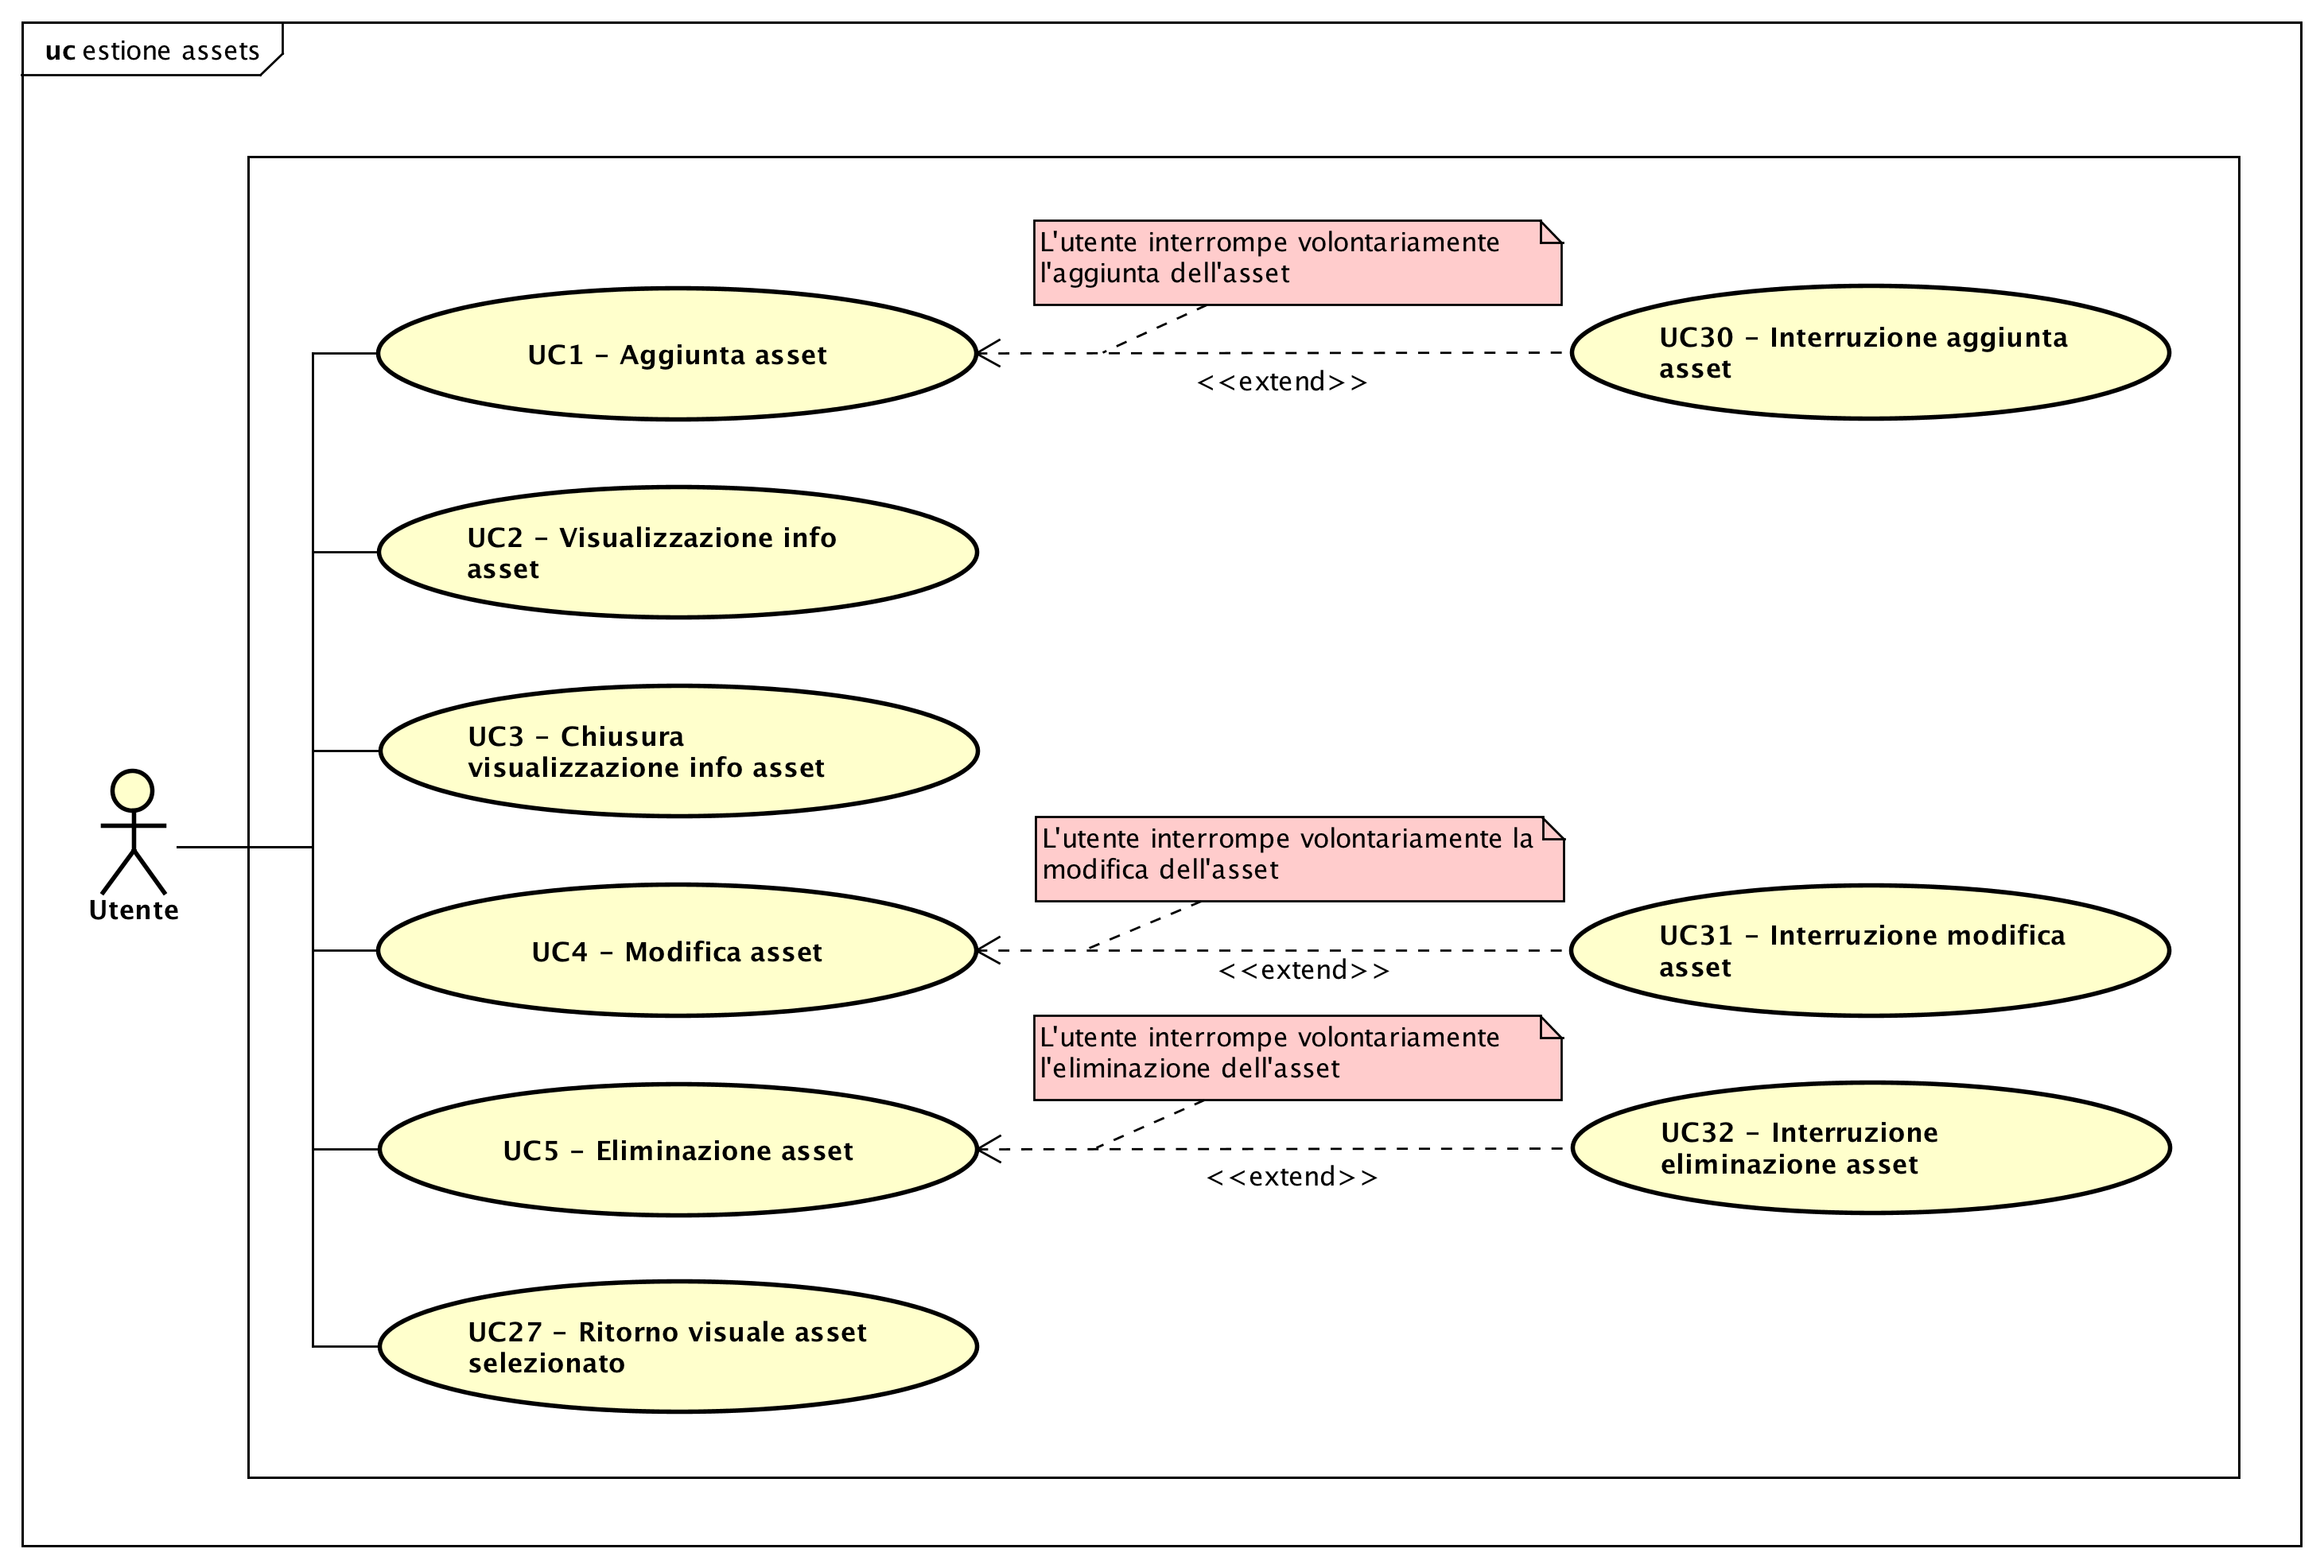 uc estione assets
L'utente interrompe volontariamente
l'aggiunta dell'asset
UC1 - Aggiunta asset
<<extend>>
UC30 - Interruzione aggiunta
asset
UC2 - Visualizzazione info
asset
UC3 - Chiusura
visualizzazione info asset
Utente
L'utente interrompe volontariamente la
modifica dell'asset
UC4 - Modifica asset
<<extend>>
UC31 - Interruzione modifica
asset
L'utente interrompe volontariamente
l'eliminazione dell'asset
UC5 - Eliminazione asset
<<extend>>
UC32 - Interruzione
eliminazione asset
UC27 - Ritorno visuale asset
selezionato